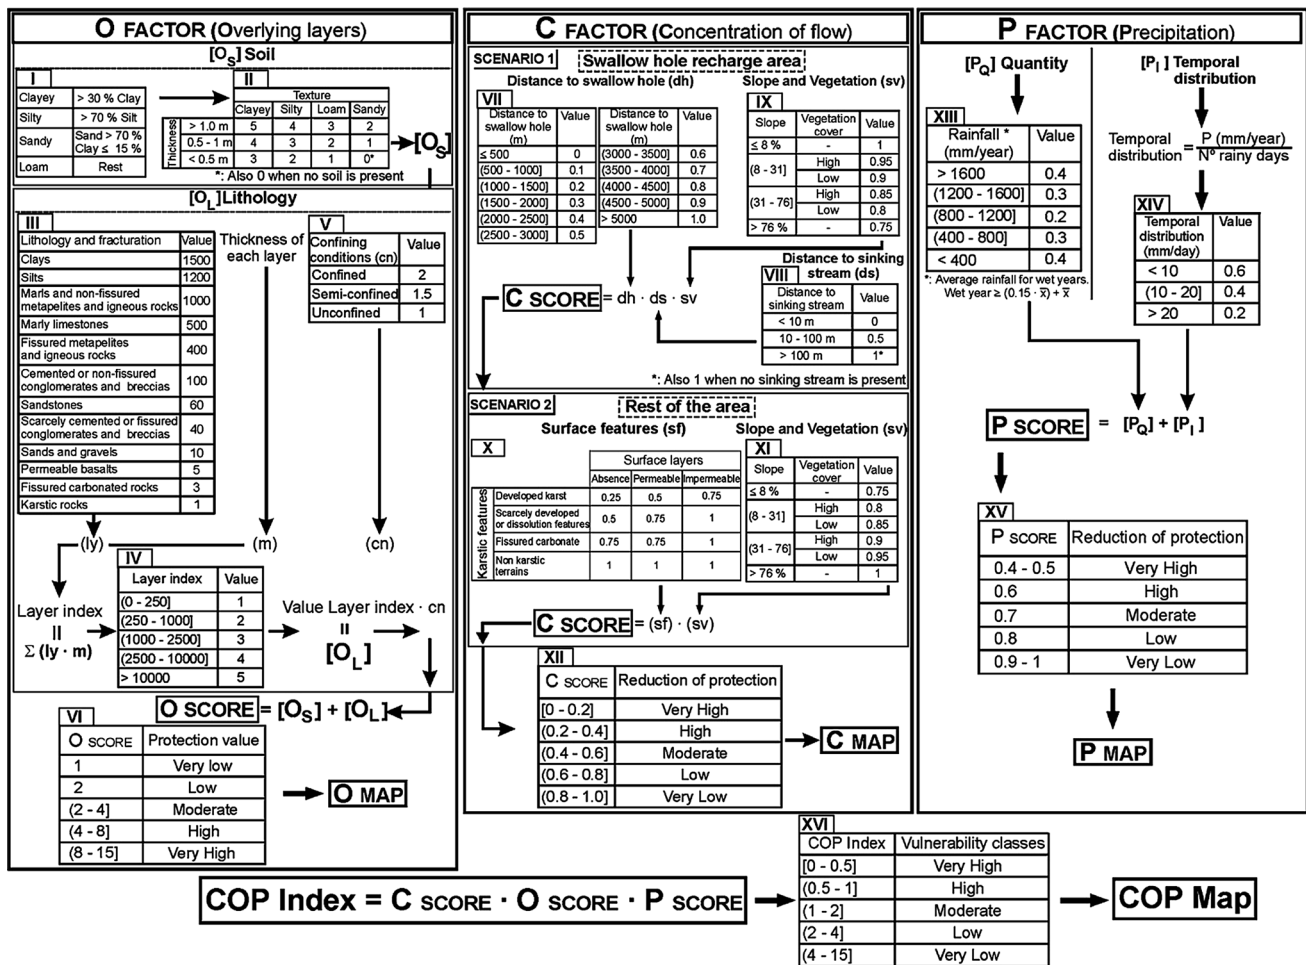 O FACTOR (Overlying layers)
[OS] Soil
I
Clayey > 30 % Clay
Silty > 70 % Silt
Sandy Sand > 70 % Clay ≤ 15 %
Loam Rest
II
Texture
Clayey Silty Loam Sandy
Thickness
> 1.0 m 5 4 3 2
0.5 - 1 m 4 3 2 1
< 0.5 m 3 2 1 0*
[OS]
*: Also 0 when no soil is present
[OL] Lithology
III
Lithology and fracturation Value
Clays 1500
Silts 1200
Marls and non-fissured metapelites and igneous rocks 1000
Marly limestones 500
Fissured metapelites and igneous rocks 400
Cemented or non-fissured conglomerates and breccias 100
Sandstones 60
Scarcely cemented or fissured conglomerates and breccias 40
Sands and gravels 10
Permeable basalts 5
Fissured carbonated rocks 3
Karstic rocks 1
Thickness of each layer
V
Confining conditions (cn) Value
Confined 2
Semi-confined 1.5
Unconfined 1
(ly) (m) (cn)
Layer index
=
Σ (ly · m)
IV
Layer index Value
(0 - 250] 1
(250 - 1000] 2
(1000 - 2500] 3
(2500 - 10000] 4
> 10000 5
Value Layer index · cn
=
[OL]
O SCORE = [OS] + [OL]
VI
O SCORE Protection value
1 Very low
2 Low
(2 - 4] Moderate
(4 - 8] High
(8 - 15] Very High
O MAP
C FACTOR (Concentration of flow)
SCENARIO 1
Swallow hole recharge area
Distance to swallow hole (dh)
VII
Distance to swallow hole (m) Value Distance to swallow hole (m) Value
≤ 500 0 (3000 - 3500] 0.6
(500 - 1000] 0.1 (3500 - 4000] 0.7
(1000 - 1500] 0.2 (4000 - 4500] 0.8
(1500 - 2000] 0.3 (4500 - 5000] 0.9
(2000 - 2500] 0.4 > 5000 1.0
(2500 - 3000] 0.5
Slope and Vegetation (sv)
IX
Slope Vegetation cover Value
≤ 8 % - 1
(8 - 31] High 0.95
Low 0.9
(31 - 76] High 0.85
Low 0.8
> 76 % - 0.75
C SCORE = dh · ds · sv
Distance to sinking stream (ds)
VIII
Distance to sinking stream Value
< 10 m 0
10 - 100 m 0.5
> 100 m 1*
*: Also 1 when no sinking stream is present
SCENARIO 2
Rest of the area
Surface features (sf)
X
Surface layers
Absence Permeable Impermeable
Karstic features
Developed karst 0.25 0.5 0.75
Scarcely developed or dissolution features 0.5 0.75 1
Fissured carbonate 0.75 0.75 1
Non karstic terrains 1 1 1
Slope and Vegetation (sv)
XI
Slope Vegetation cover Value
≤ 8 % - 0.75
(8 - 31] High 0.8
Low 0.85
(31 - 76] High 0.9
Low 0.95
> 76 % - 1
C SCORE = (sf) · (sv)
XII
C SCORE Reduction of protection
[0 - 0.2] Very High
(0.2 - 0.4] High
(0.4 - 0.6] Moderate
(0.6 - 0.8] Low
(0.8 - 1.0] Very Low
C MAP
P FACTOR (Precipitation)
[PQ] Quantity
XIII
Rainfall * (mm/year) Value
> 1600 0.4
(1200 - 1600] 0.3
(800 - 1200] 0.2
(400 - 800] 0.3
< 400 0.4
*: Average rainfall for wet years.
Wet year ≥ (0.15 · x̄) + x̄
[PI] Temporal distribution
Temporal distribution = P (mm/year) / Nº rainy days
XIV
Temporal distribution (mm/day) Value
< 10 0.6
(10 - 20] 0.4
> 20 0.2
P SCORE = [PQ] + [PI]
XV
P SCORE Reduction of protection
0.4 - 0.5 Very High
0.6 High
0.7 Moderate
0.8 Low
0.9 - 1 Very Low
P MAP
COP Index = C SCORE · O SCORE · P SCORE
XVI
COP Index Vulnerability classes
[0 - 0.5] Very High
(0.5 - 1] High
(1 - 2] Moderate
(2 - 4] Low
(4 - 15] Very Low
COP Map